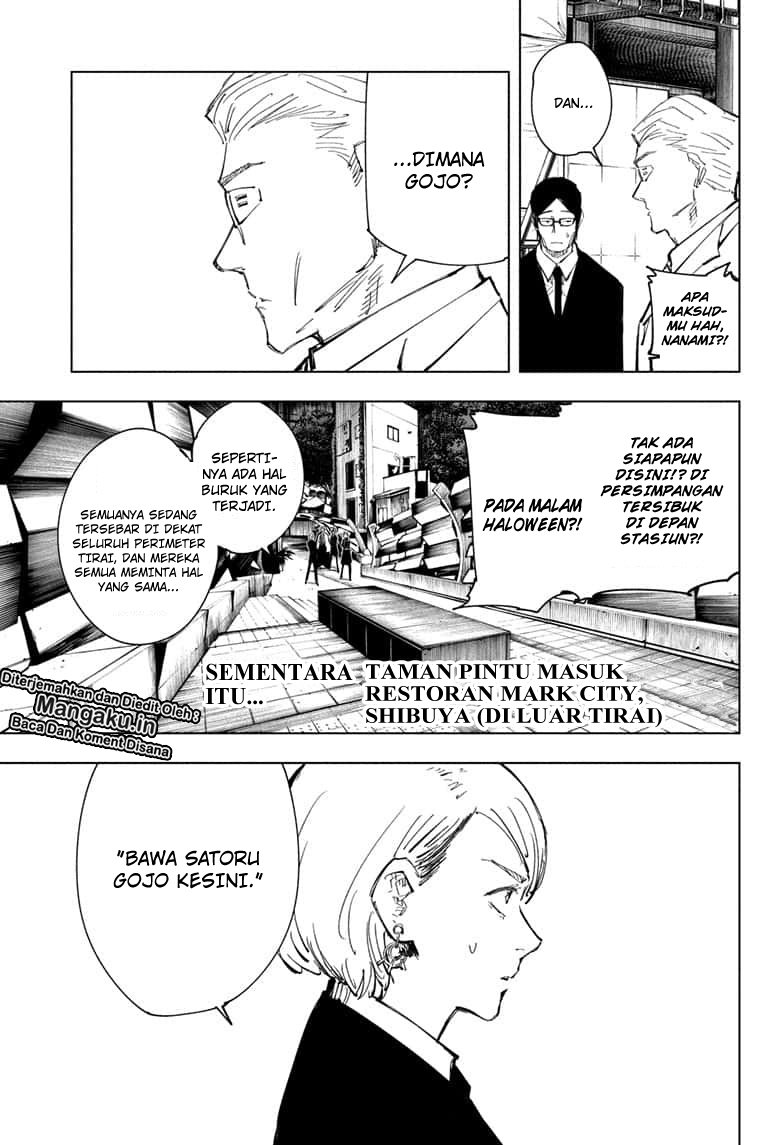 DAN...
APA
MAKSUD-
MU HAH,
NANAMI?!
...DIMANA
GOJO?
TAK ADA
SIAPAPUN
DISINI!? DI
PERSIMPANGAN
TERSIBUK
DI DEPAN
STASIUN?!
PADA MALAM
HALOWEEN?!
SEPERTI-
NYA ADA HAL
BURUK YANG
TERJADI.
SEMUANYA SEDANG
TERSEBAR DI DEKAT
SELURUH PERIMETER
TIRAI, DAN MEREKA
SEMUA MEMINTA HAL
YANG SAMA...
SEMENTARA
ITU...
TAMAN PINTU MASUK
RESTORAN MARK CITY,
SHIBUYA (DI LUAR TIRAI)
Diterjemahkan dan Diedit Oleh:
Mangaku.in
Baca Dan Koment Disana
"BAWA SATORU
GOJO KESINI."